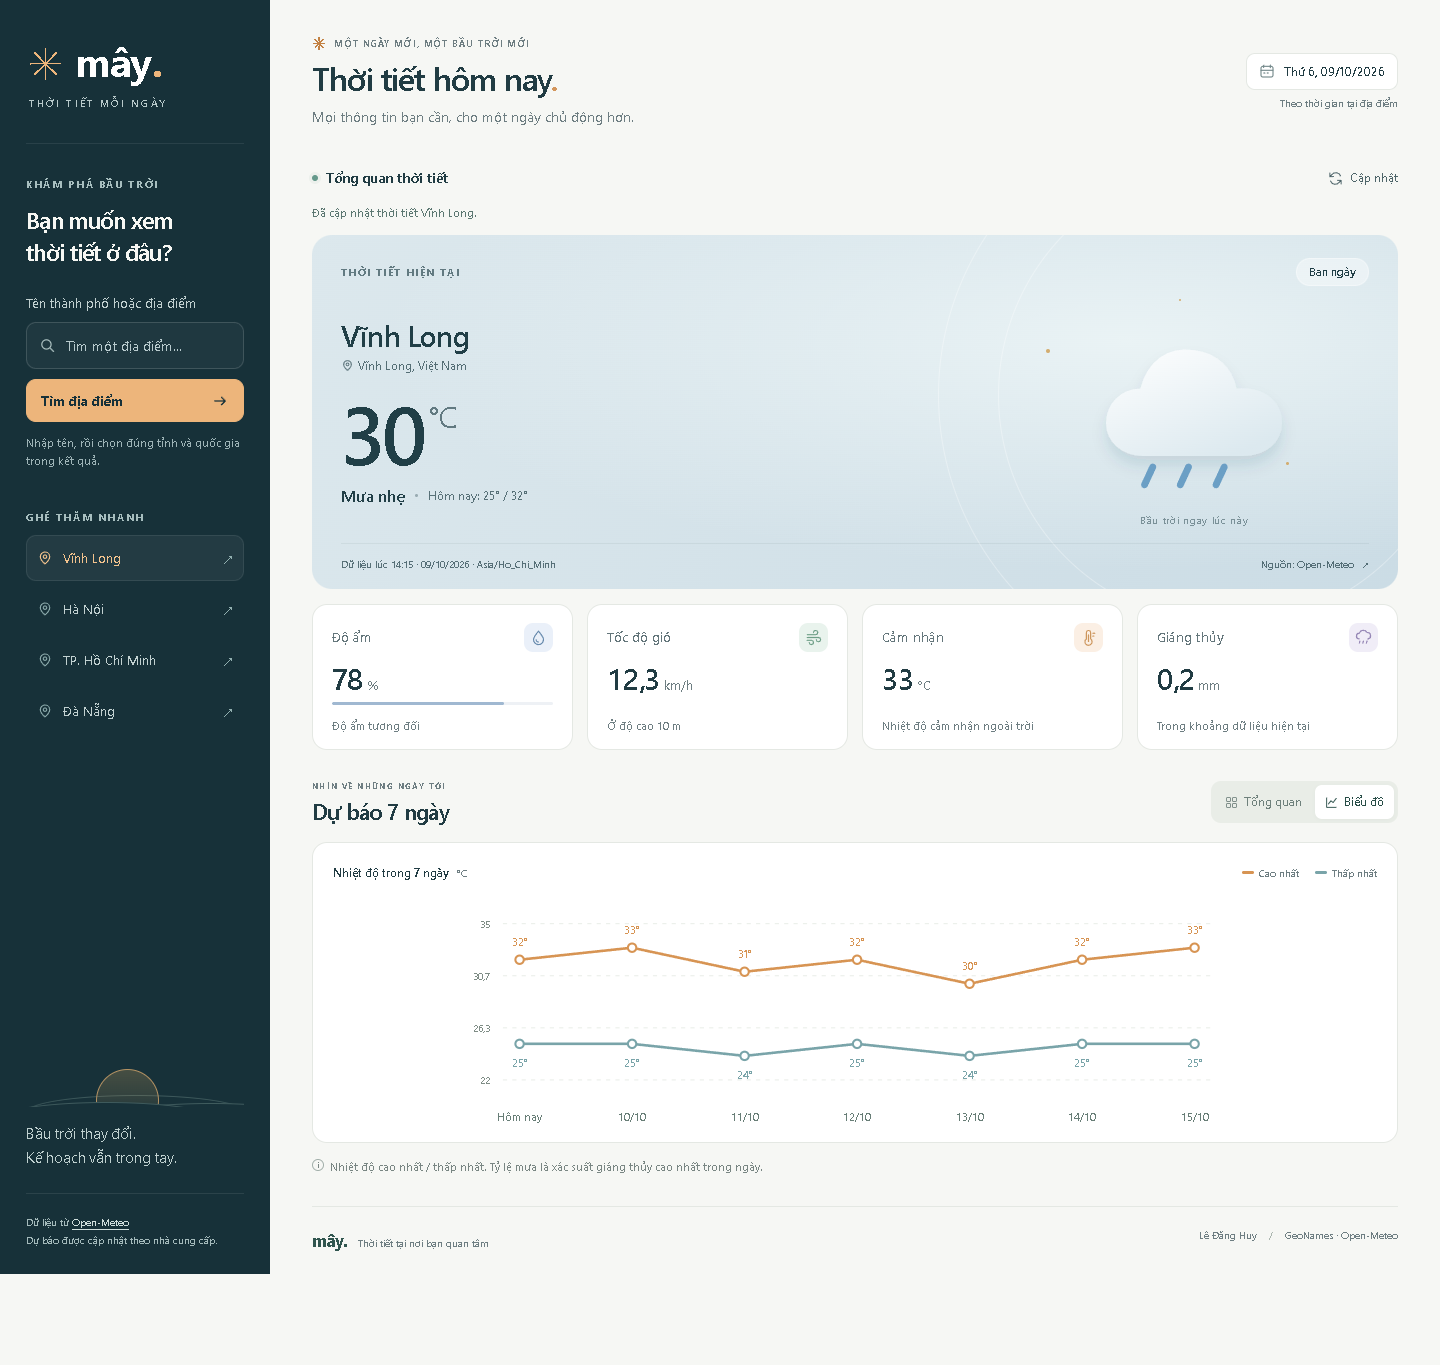 mây.
THỜI TIẾT MỖI NGÀY
KHÁM PHÁ BẦU TRỜI
Bạn muốn xem
thời tiết ở đâu?
Tên thành phố hoặc địa điểm
Tìm một địa điểm...
Tìm địa điểm →
Nhập tên, rồi chọn đúng tỉnh và quốc gia
trong kết quả.
GHÉ THĂM NHANH
Vĩnh Long ↗
Hà Nội ↗
TP. Hồ Chí Minh ↗
Đà Nẵng ↗
Bầu trời thay đổi.
Kế hoạch vẫn trong tay.
Dữ liệu từ Open-Meteo
Dự báo được cập nhật theo nhà cung cấp.
MỘT NGÀY MỚI, MỘT BẦU TRỜI MỚI
Thời tiết hôm nay.
Mọi thông tin bạn cần, cho một ngày chủ động hơn.
Thứ 6, 09/10/2026
Theo thời gian tại địa điểm
Tổng quan thời tiết
Cập nhật
Đã cập nhật thời tiết Vĩnh Long.
THỜI TIẾT HIỆN TẠI
Ban ngày
Vĩnh Long
Vĩnh Long, Việt Nam
30°C
Mưa nhẹ • Hôm nay: 25° / 32°
Bầu trời ngay lúc này
Dữ liệu lúc 14:15 · 09/10/2026 · Asia/Ho_Chi_Minh
Nguồn: Open-Meteo ↗
Độ ẩm
78 %
Độ ẩm tương đối
Tốc độ gió
12,3 km/h
Ở độ cao 10 m
Cảm nhận
33 °C
Nhiệt độ cảm nhận ngoài trời
Giáng thủy
0,2 mm
Trong khoảng dữ liệu hiện tại
NHÌN VỀ NHỮNG NGÀY TỚI
Dự báo 7 ngày
Tổng quan
Biểu đồ
Nhiệt độ trong 7 ngày °C
Cao nhất
Thấp nhất
35
32° 33° 31° 32° 30° 32° 33°
30,7
26,3
25° 25° 24° 25° 24° 25° 25°
22
Hôm nay 10/10 11/10 12/10 13/10 14/10 15/10
Nhiệt độ cao nhất / thấp nhất. Tỷ lệ mưa là xác suất giáng thủy cao nhất trong ngày.
mây. Thời tiết tại nơi bạn quan tâm
Lê Đăng Huy / GeoNames · Open-Meteo